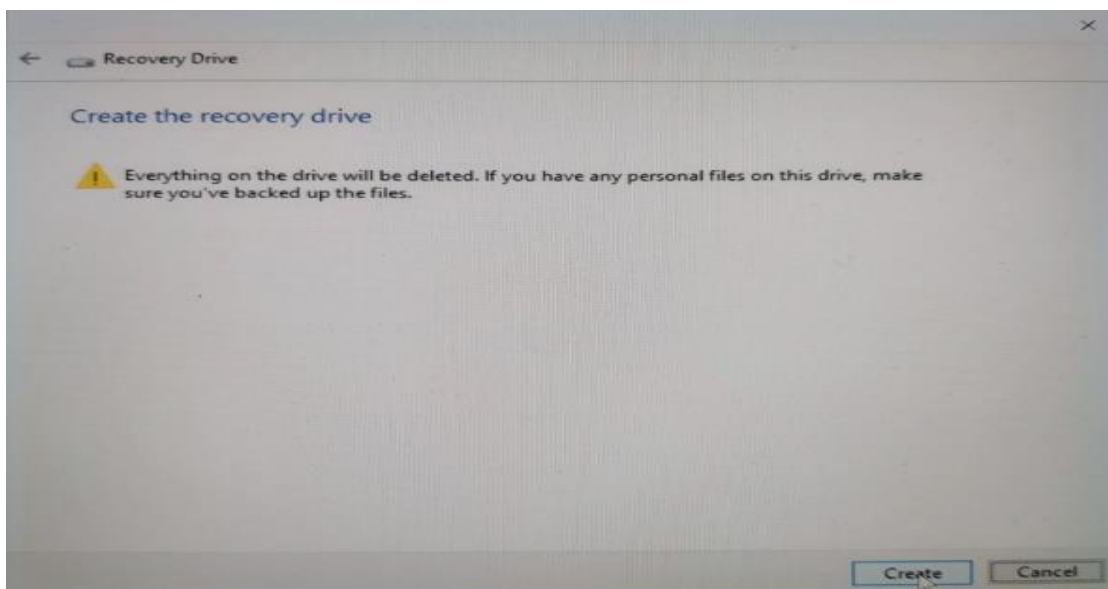 Recovery Drive
Create the recovery drive
Everything on the drive will be deleted. If you have any personal files on this drive, make
sure you've backed up the files.
Create Cancel